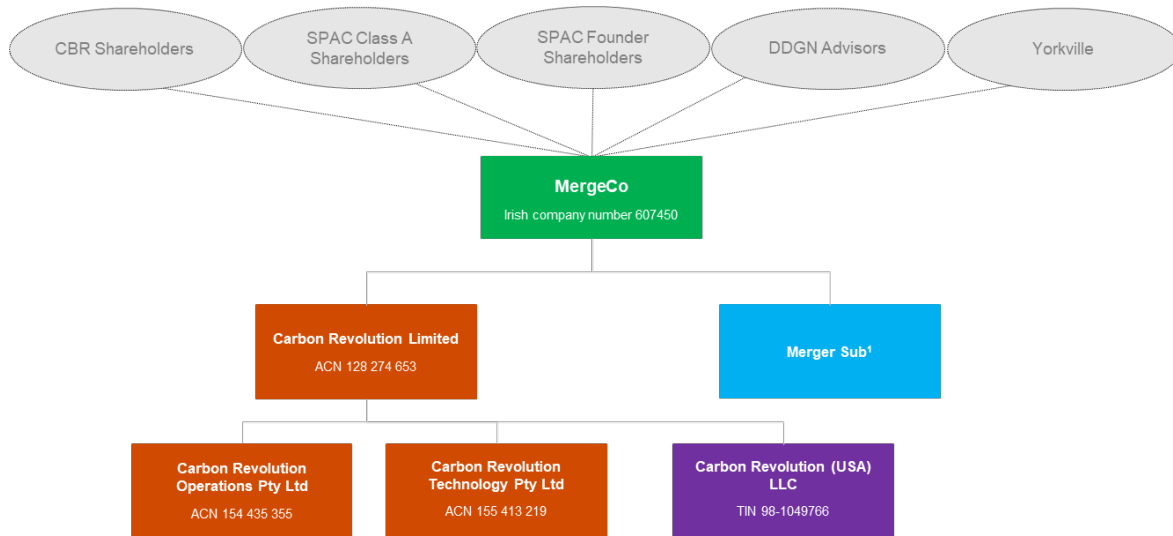 CBR Shareholders
SPAC Class A
Shareholders
SPAC Founder
Shareholders
DDGN Advisors
Yorkville
MergeCo
Irish company number 607450
Carbon Revolution Limited
ACN 128 274 653
Merger Sub¹
Carbon Revolution
Operations Pty Ltd
ACN 154 435 355
Carbon Revolution
Technology Pty Ltd
ACN 155 413 219
Carbon Revolution (USA)
LLC
TIN 98-1049766